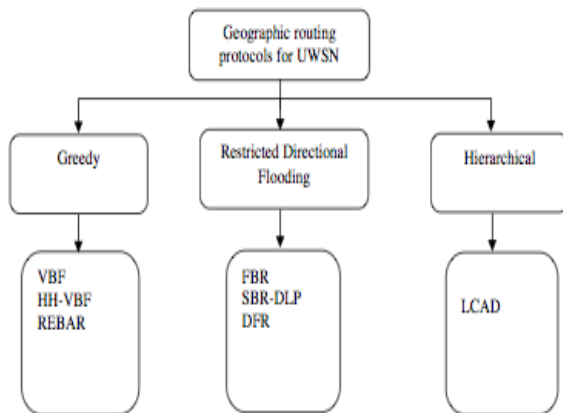 Geographic routing
protocols for UWSN
Greedy
Restricted Directional
Flooding
Hierarchical
VBF
HH-VBF
REBAR
FBR
SBR-DLP
DFR
LCAD